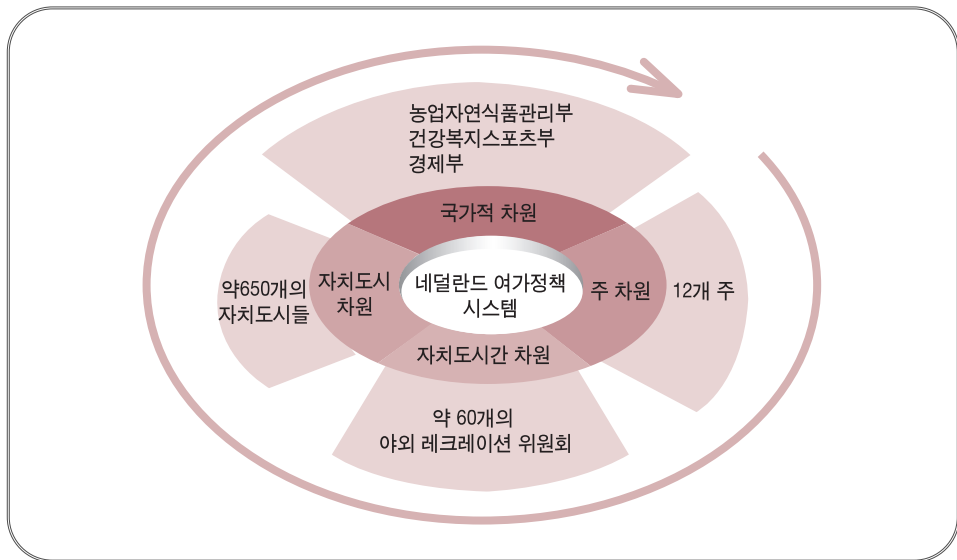 농업자연식품관리부
건강복지스포츠부
경제부
국가적 차원
네덜란드 여가정책
시스템
주 차원
12개 주
자치도시간 차원
약 60개의
야외 레크레이션 위원회
자치도시
차원
약650개의
자치도시들